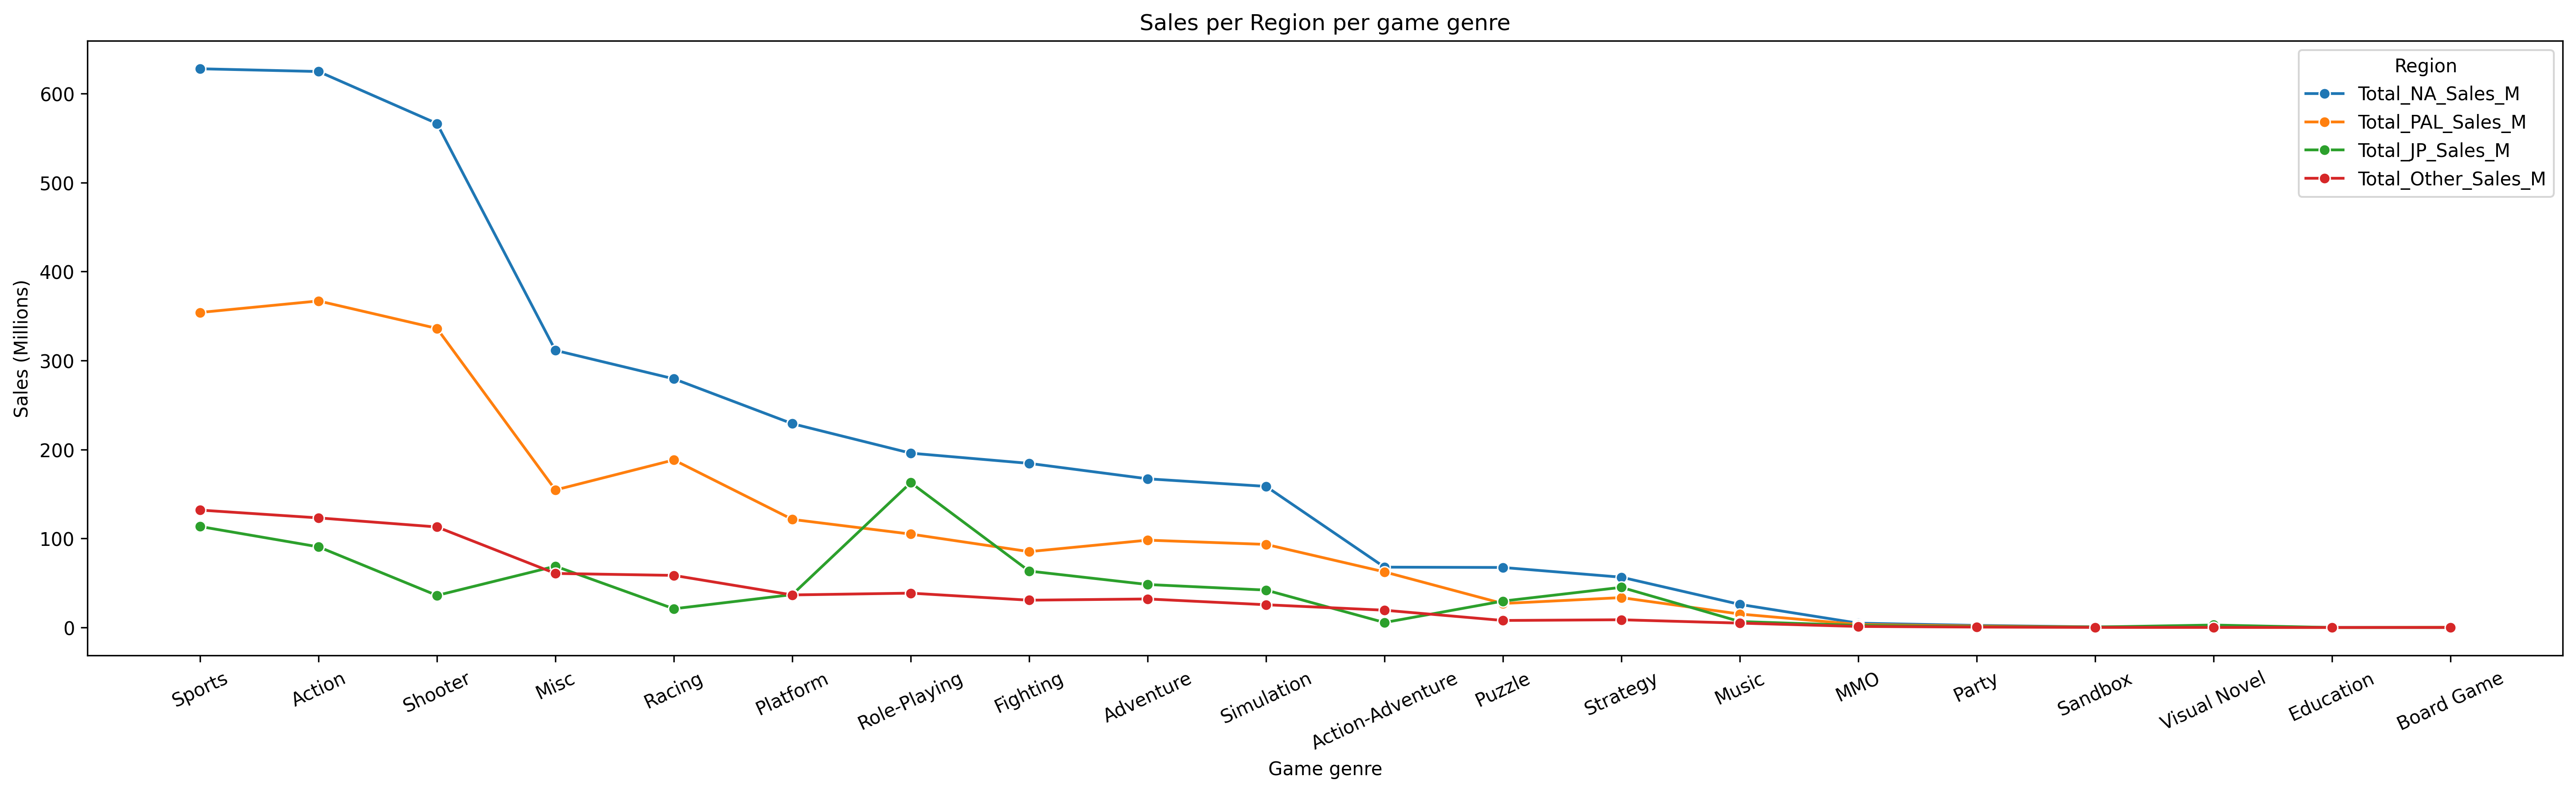 Sales per Region per game genre
Region
Total_NA_Sales_M
Total_PAL_Sales_M
Total_JP_Sales_M
Total_Other_Sales_M
Sales (Millions)
600
500
400
300
200
100
0
Sports
Action
Shooter
Misc
Racing
Platform
Role-Playing
Fighting
Adventure
Simulation
Action-Adventure
Puzzle
Strategy
Music
MMO
Party
Sandbox
Visual Novel
Education
Board Game
Game genre